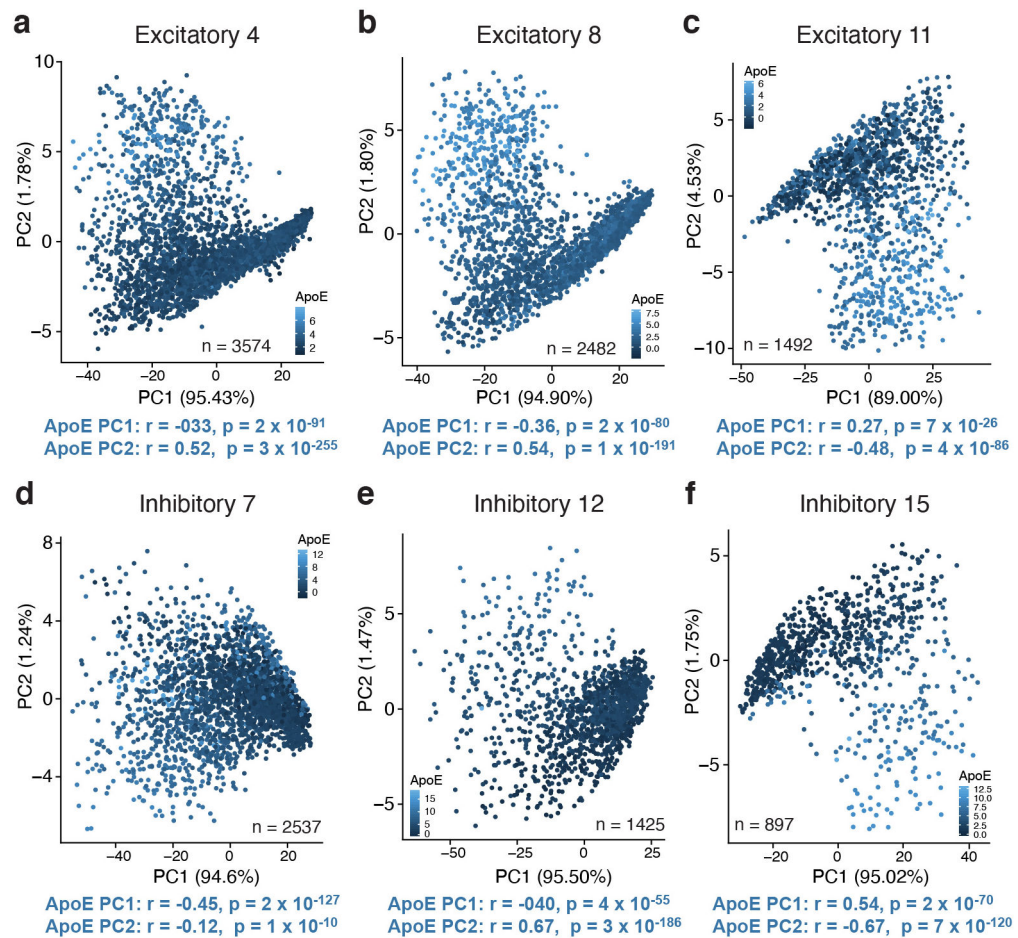 a
Excitatory 4
10
5
0
−5
PC2 (1.78%)
−40
−20
0
20
PC1 (95.43%)
ApoE
6
4
2
n = 3574
ApoE PC1: r = -033, p = 2 x 10-91
ApoE PC2: r = 0.52, p = 3 x 10-255
b
Excitatory 8
5
0
−5
PC2 (1.80%)
−40
−20
0
20
PC1 (94.90%)
ApoE
7.5
5.0
2.5
0.0
n = 2482
ApoE PC1: r = -0.36, p = 2 x 10-80
ApoE PC2: r = 0.54, p = 1 x 10-191
c
Excitatory 11
ApoE
6
4
2
0
5
0
−5
−10
PC2 (4.53%)
n = 1492
−50
−25
0
25
PC1 (89.00%)
ApoE PC1: r = 0.27, p = 7 x 10-26
ApoE PC2: r = -0.48, p = 4 x 10-86
d
Inhibitory 7
8
4
0
−4
PC2 (1.24%)
ApoE
12
8
4
0
n = 2537
−40
−20
0
20
PC1 (94.6%)
ApoE PC1: r = -0.45, p = 2 x 10-127
ApoE PC2: r = -0.12, p = 1 x 10-10
e
Inhibitory 12
5
0
−5
PC2 (1.47%)
ApoE
15
10
5
0
n = 1425
−50
−25
0
25
PC1 (95.50%)
ApoE PC1: r = -040, p = 4 x 10-55
ApoE PC2: r = 0.67, p = 3 x 10-186
f
Inhibitory 15
5
0
−5
PC2 (1.75%)
ApoE
12.5
10.0
7.5
5.0
2.5
0.0
n = 897
−20
0
20
40
PC1 (95.02%)
ApoE PC1: r = 0.54, p = 2 x 10-70
ApoE PC2: r = -0.67, p = 7 x 10-120